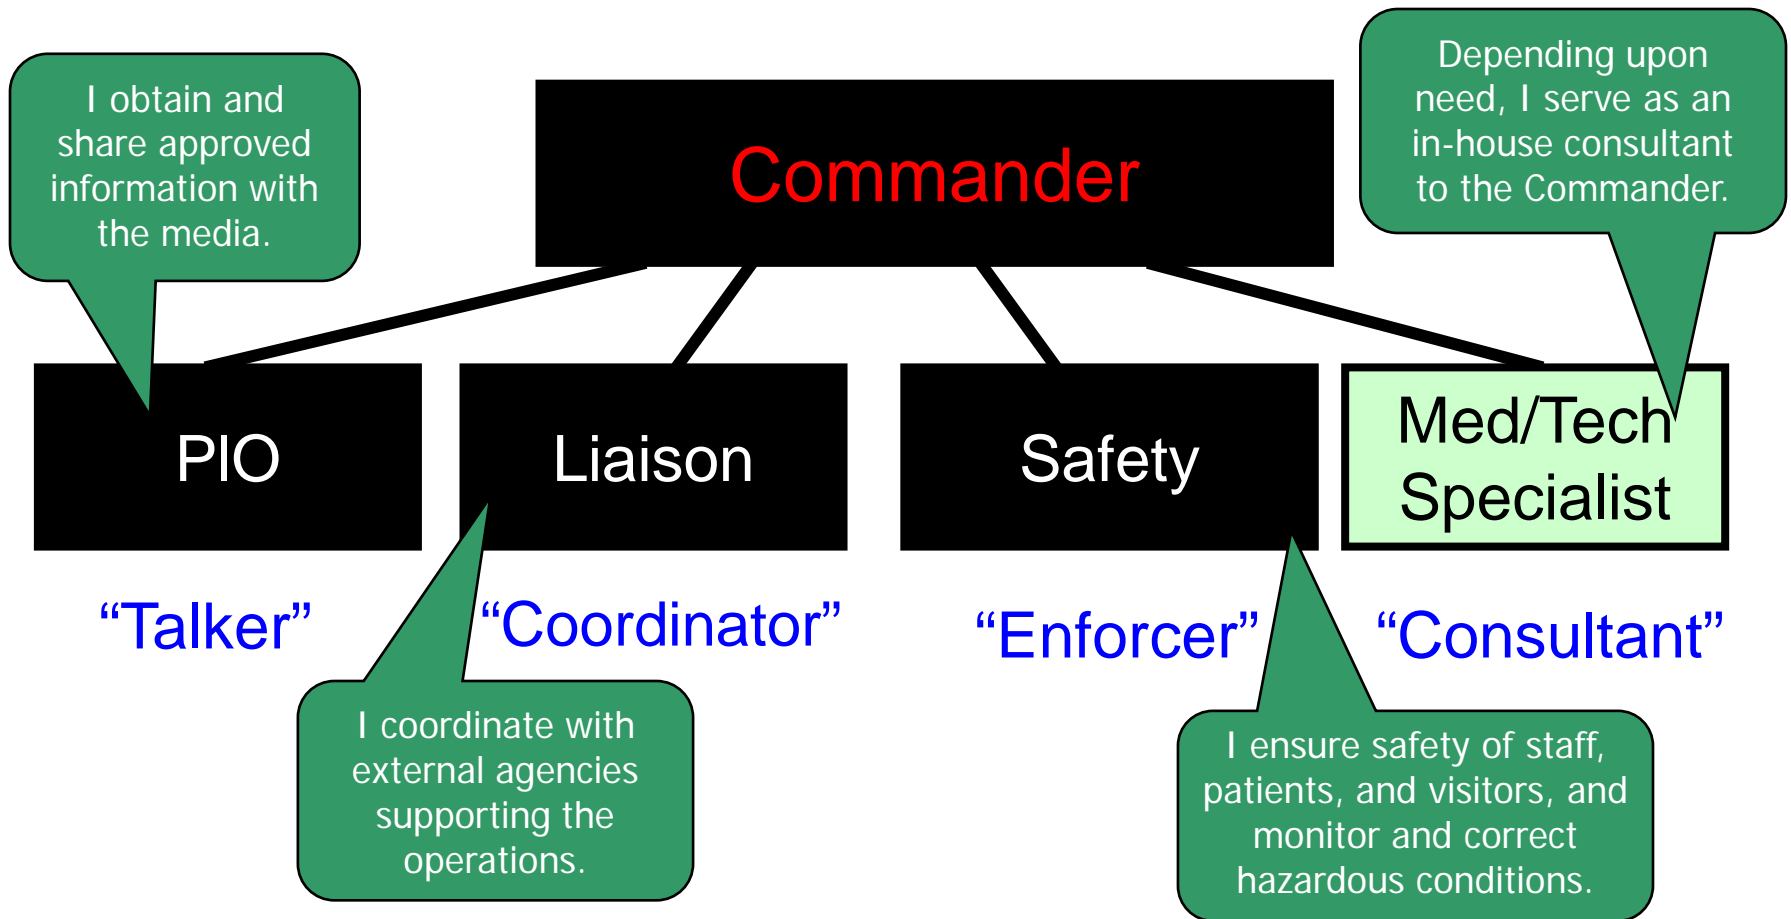 I obtain and
share approved
information with
the media.
Commander
Depending upon
need, I serve as an
in-house consultant
to the Commander.
PIO
Liaison
Safety
Med/Tech
Specialist
“Talker”
“Coordinator”
“Enforcer”
“Consultant”
I coordinate with
external agencies
supporting the
operations.
I ensure safety of staff,
patients, and visitors, and
monitor and correct
hazardous conditions.